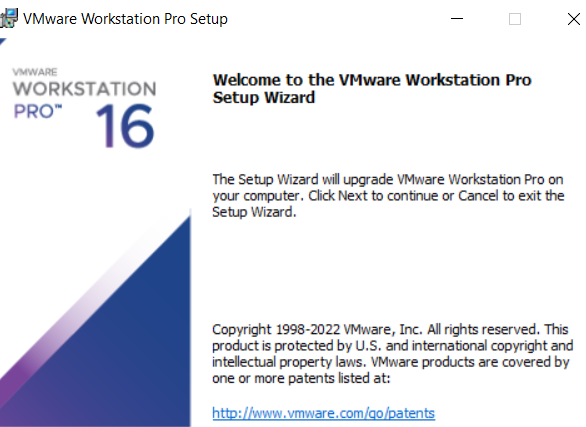 VMware Workstation Pro Setup
VMWARE
WORKSTATION
PRO™ 16
Welcome to the VMware Workstation Pro
Setup Wizard
The Setup Wizard will upgrade VMware Workstation Pro on
your computer. Click Next to continue or Cancel to exit the
Setup Wizard.
Copyright 1998-2022 VMware, Inc. All rights reserved. This
product is protected by U.S. and international copyright and
intellectual property laws. VMware products are covered by
one or more patents listed at:
http://www.vmware.com/go/patents